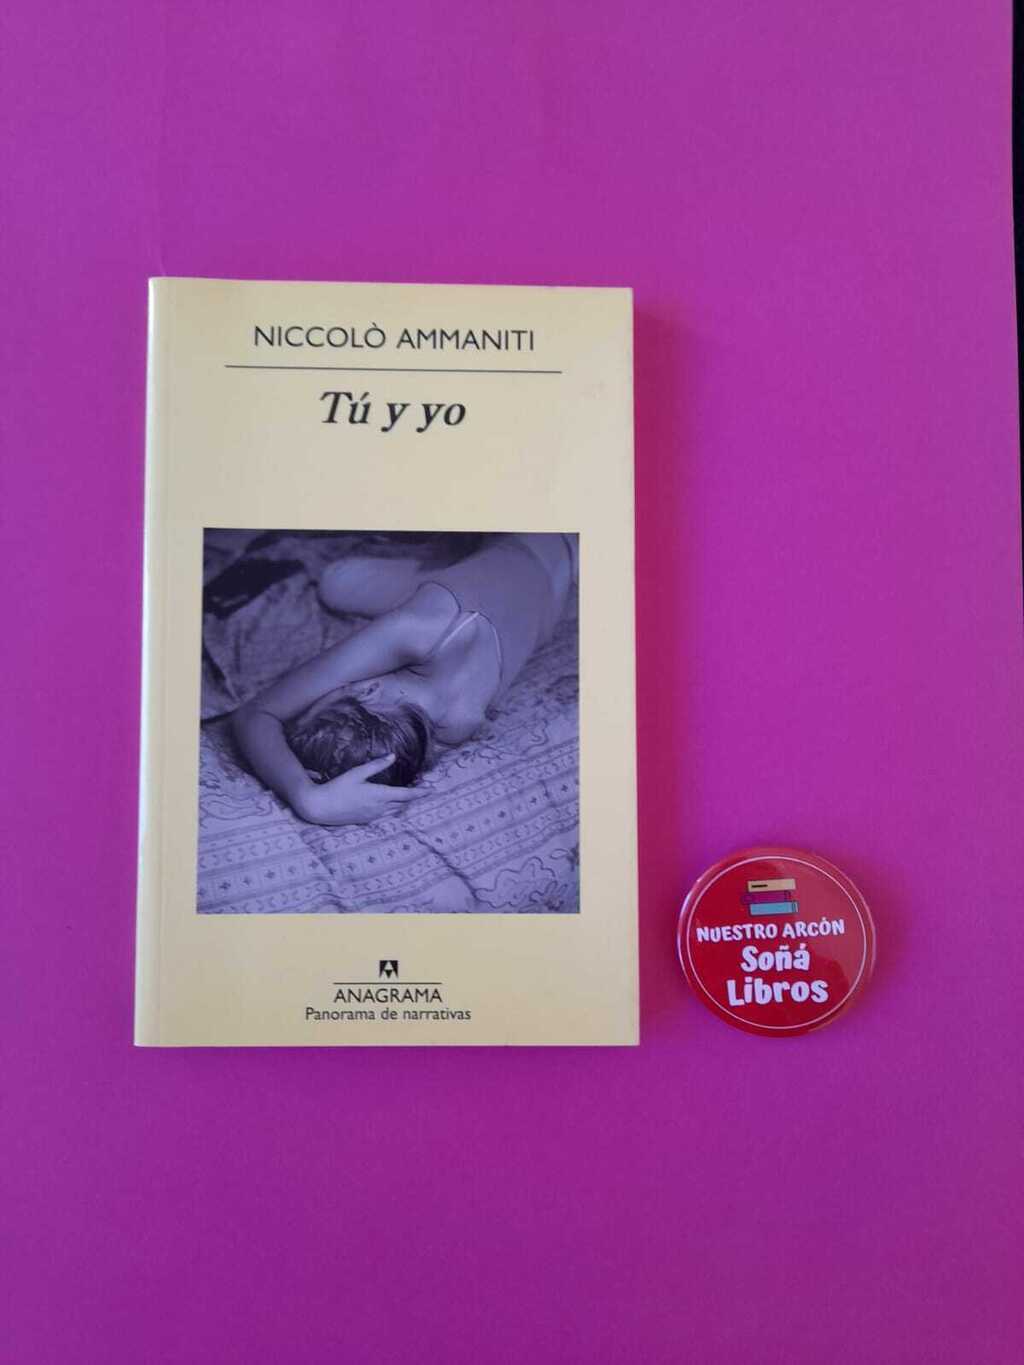 NICCOLÒ AMMANITI
Tú y yo
ANAGRAMA
Panorama de narrativas
NUESTRO ARCÓN
Soñá
Libros